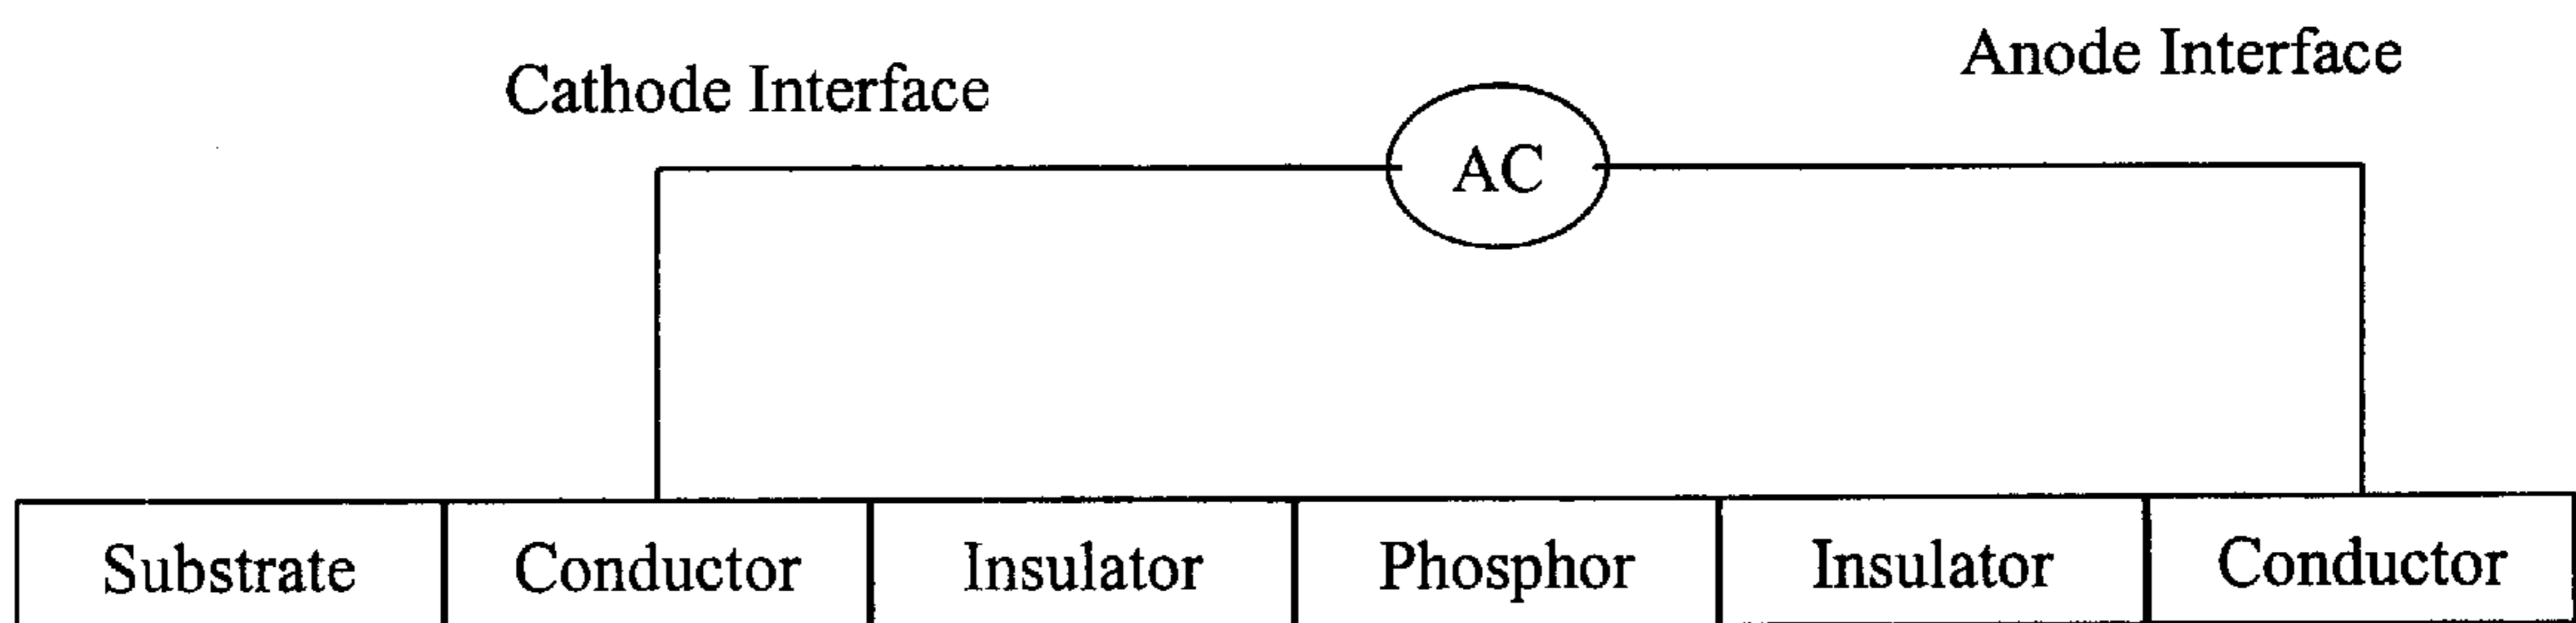 Cathode Interface
Anode Interface
AC
Substrate Conductor Insulator Phosphor Insulator Conductor